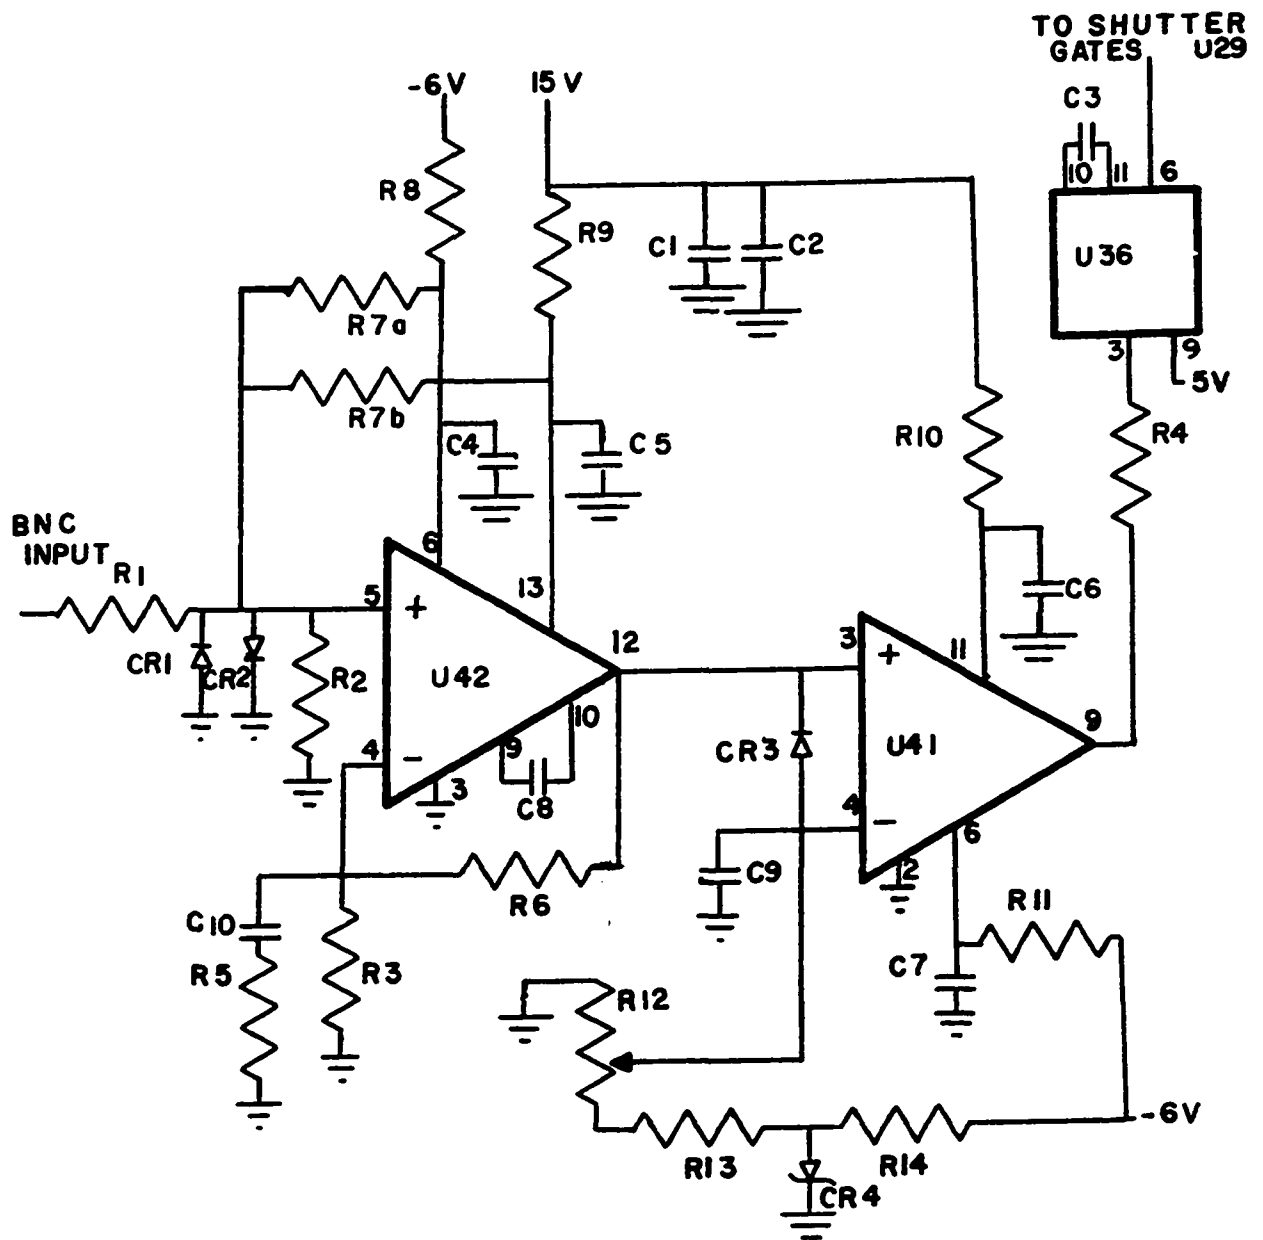 TO SHUTTER
GATES U29
-6V
15V
C3
10
11
6
R8
R9
C1
C2
U36
R7a
3
9
5V
R7b
R10
R4
C4
C5
BNC
INPUT
R1
6
13
C6
5
+
12
3
+
11
CR1
CR2
R2
U42
10
9
CR3
U41
4
-
9
3
C8
4
-
6
C9
2
R6
R11
C10
R5
R3
C7
R12
-6V
R13
R14
CR4